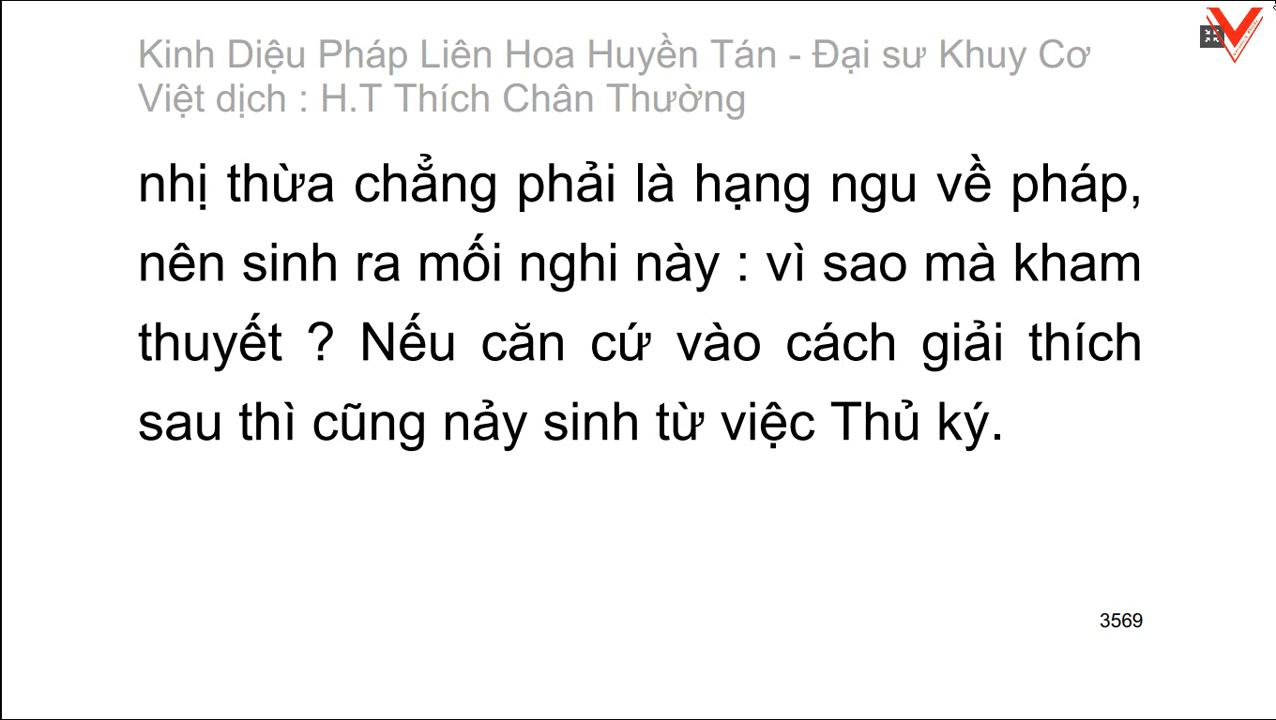 Kinh Diệu Pháp Liên Hoa Huyền Tán - Đại sư Khuy Cơ
Việt dịch : H.T Thích Chân Thường
nhị thừa chẳng phải là hạng ngu về pháp,
nên sinh ra mối nghi này : vì sao mà kham
thuyết ? Nếu căn cứ vào cách giải thích
sau thì cũng nảy sinh từ việc Thủ ký.
3569